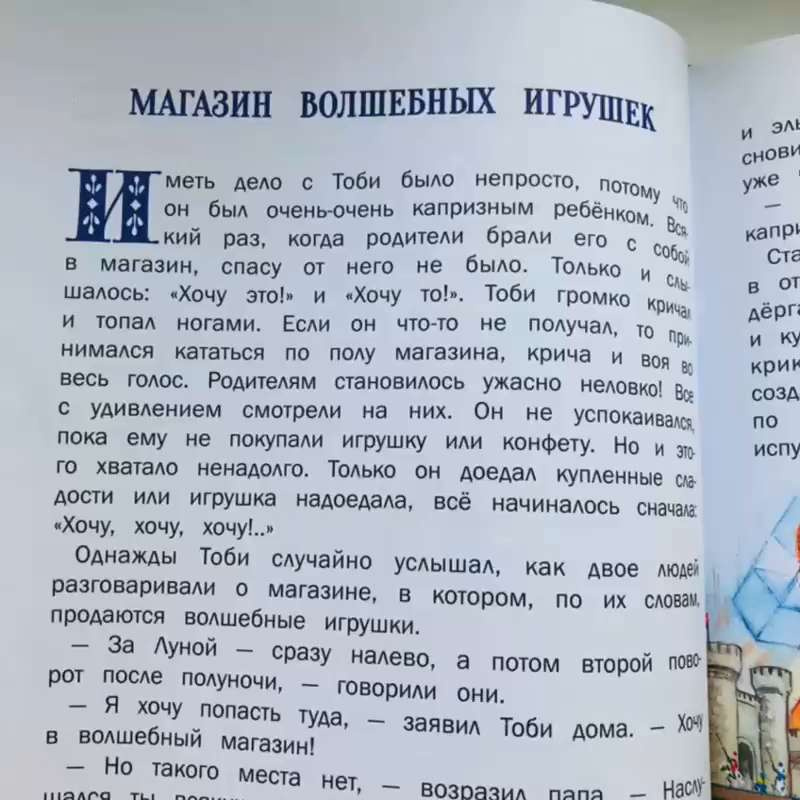 МАГАЗИН ВОЛШЕБНЫХ ИГРУШЕК
Иметь дело с Тоби было непросто, потому что
он был очень-очень капризным ребёнком. Вся-
кий раз, когда родители брали его с собой
в магазин, спасу от него не было. Только и слы-
шалось: «Хочу это!» и «Хочу то!». Тоби громко кричал
и топал ногами. Если он что-то не получал, то при-
нимался кататься по полу магазина, крича и воя во
весь голос. Родителям становилось ужасно неловко! Все
с удивлением смотрели на них. Он не успокаивался,
пока ему не покупали игрушку или конфету. Но и это-
го хватало ненадолго. Только он доедал купленные сла-
дости или игрушка надоедала, всё начиналось сначала:
«Хочу, хочу, хочу!..»
Однажды Тоби случайно услышал, как двое людей
разговаривали о магазине, в котором, по их словам,
продаются волшебные игрушки.
— За Луной — сразу налево, а потом второй пово-
рот после полуночи, — говорили они.
— Я хочу попасть туда, — заявил Тоби дома. — Хочу
в волшебный магазин!
— Но такого места нет, — возразил папа. — Наслу-
шался ты
и
снови
уже
—
капри
Ста
в от
дёрга
и ку
крик
созд
по
испу